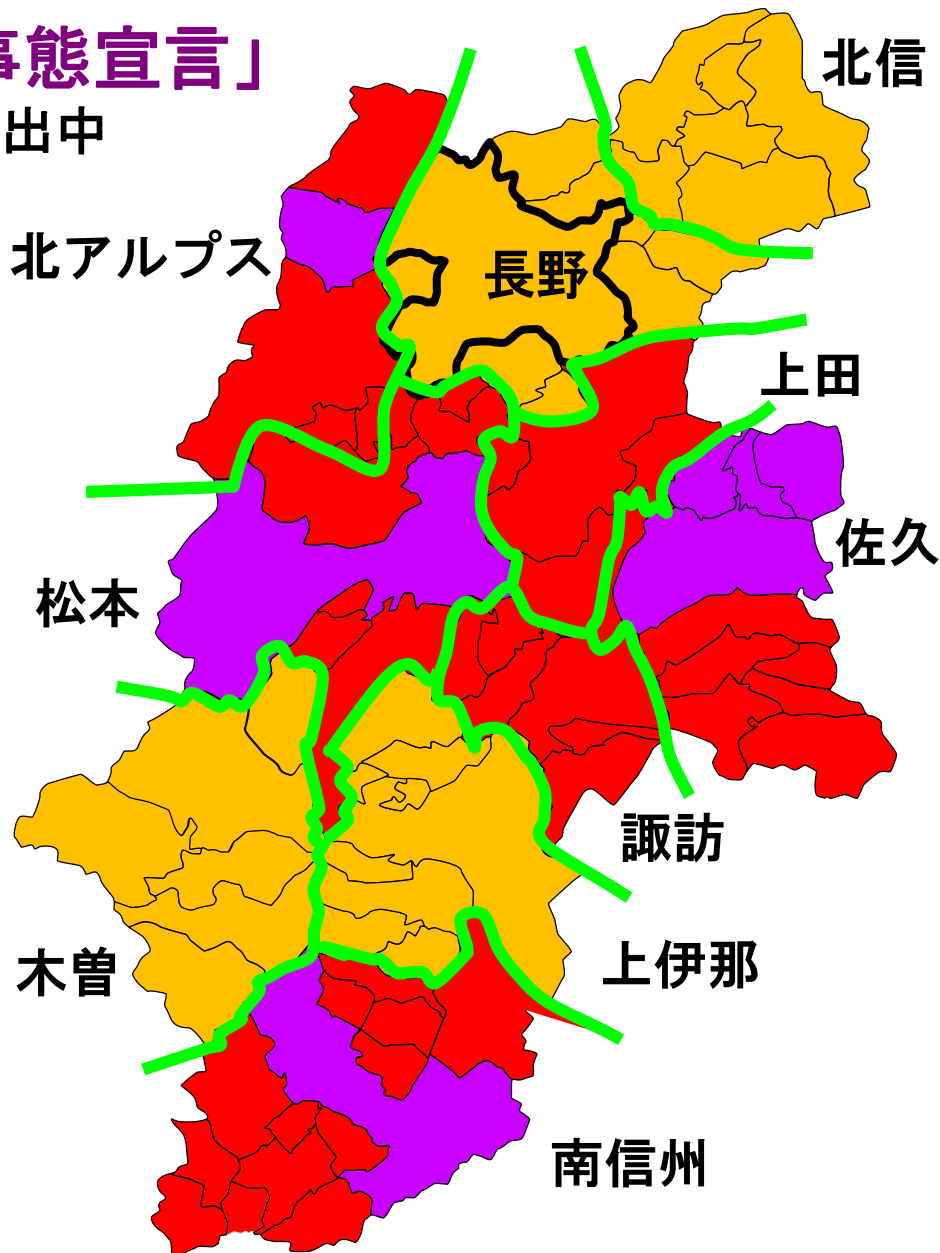 事態宣言」
出中
北信
北アルプス
長野
上田
佐久
松本
諏訪
木曽
上伊那
南信州